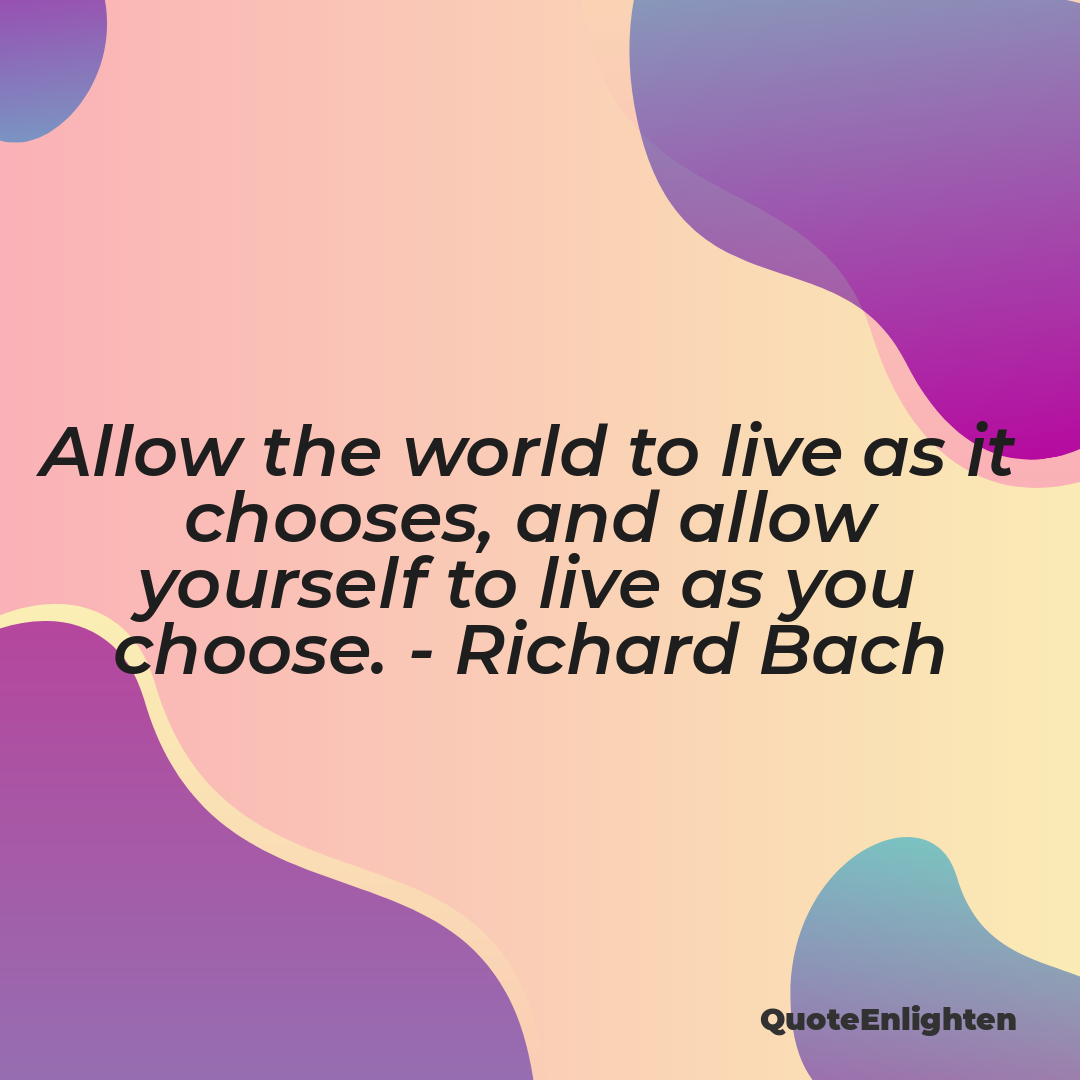 Allow the world to live as it
chooses, and allow
yourself to live as you
choose. - Richard Bach
QuoteEnlighten